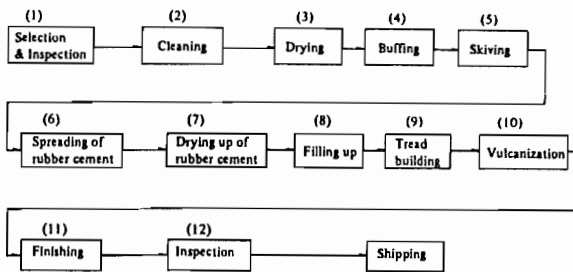 (1)
Selection
& Inspection
(2)
Cleaning
(3)
Drying
(4)
Buffing
(5)
Skiving
(6)
Spreading of
rubber cement
(7)
Drying up of
rubber cement
(8)
Filling up
(9)
Tread
building
(10)
Vulcanization
(11)
Finishing
(12)
Inspection
Shipping